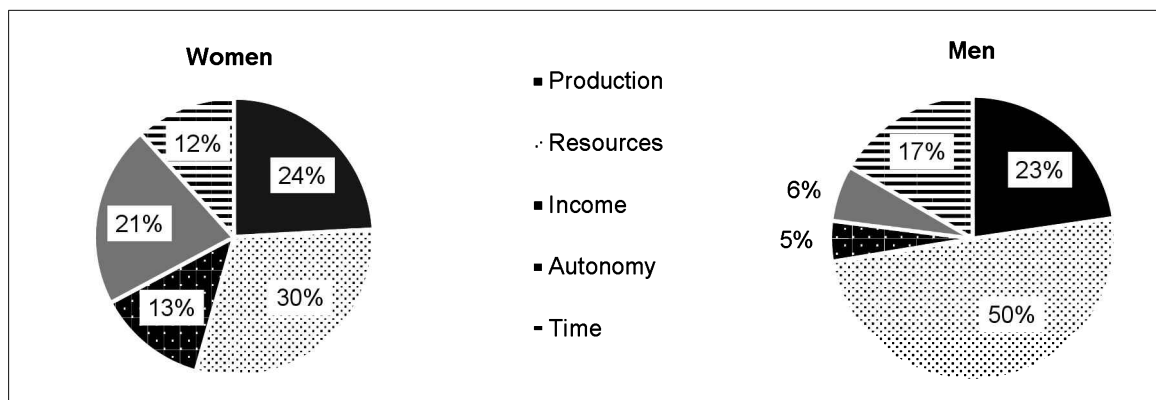 Women
12%
24%
21%
13%
30%
Production
Resources
Income
Autonomy
Time
Men
17%
23%
6%
5%
50%